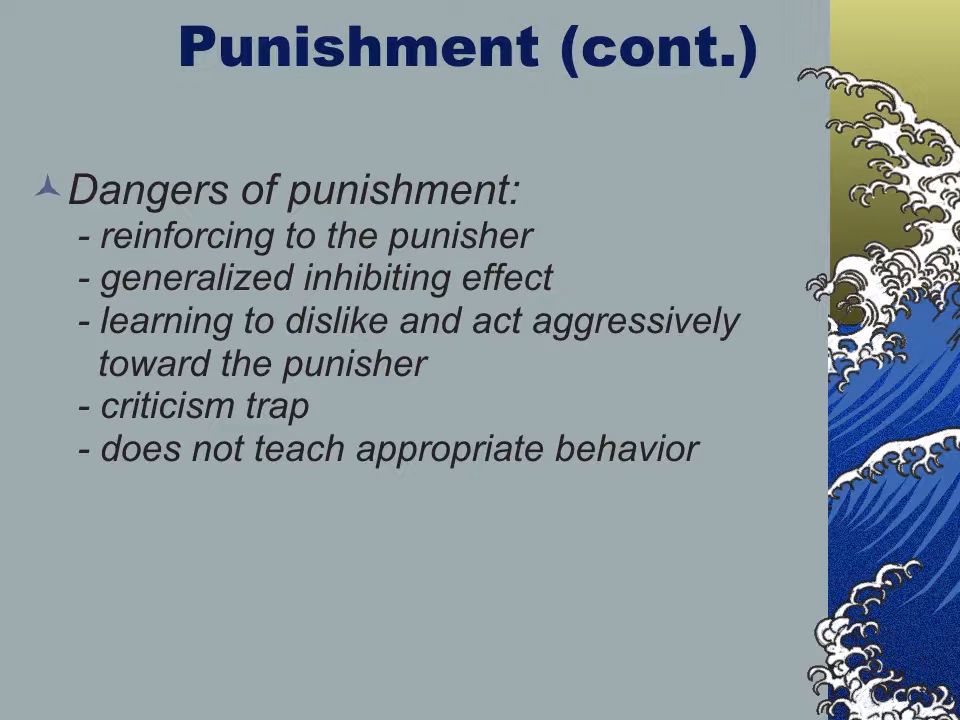 Punishment (cont.)
Dangers of punishment:
- reinforcing to the punisher
- generalized inhibiting effect
- learning to dislike and act aggressively
toward the punisher
- criticism trap
- does not teach appropriate behavior